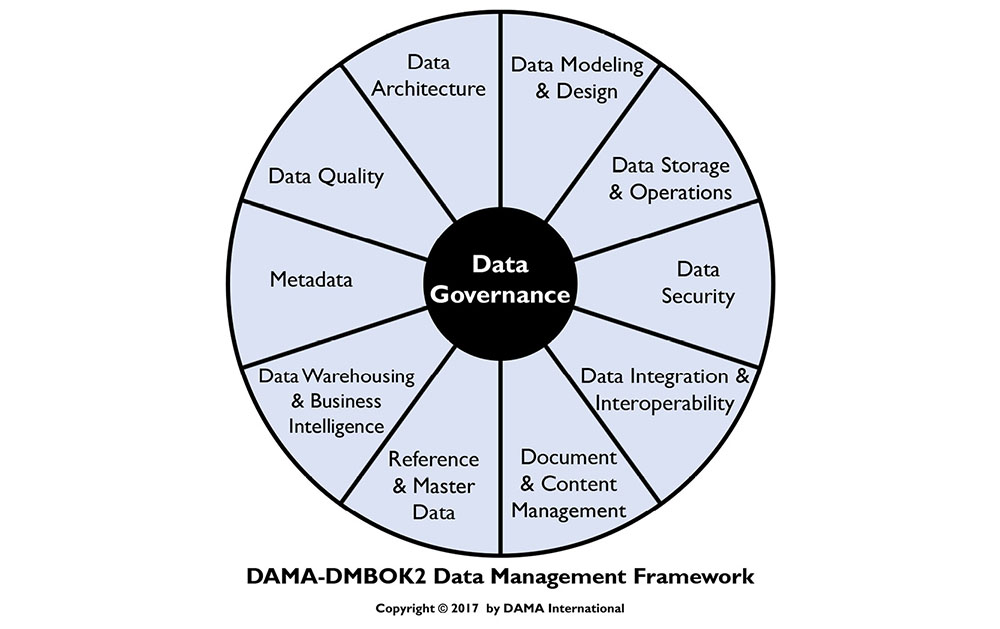 Data
Architecture
Data Modeling
& Design
Data Storage
& Operations
Data
Security
Data Integration &
Interoperability
Document
& Content
Management
Reference
& Master
Data
Data Warehousing
& Business
Intelligence
Metadata
Data Quality
Data
Governance
DAMA-DMBOK2 Data Management Framework
Copyright © 2017 by DAMA International